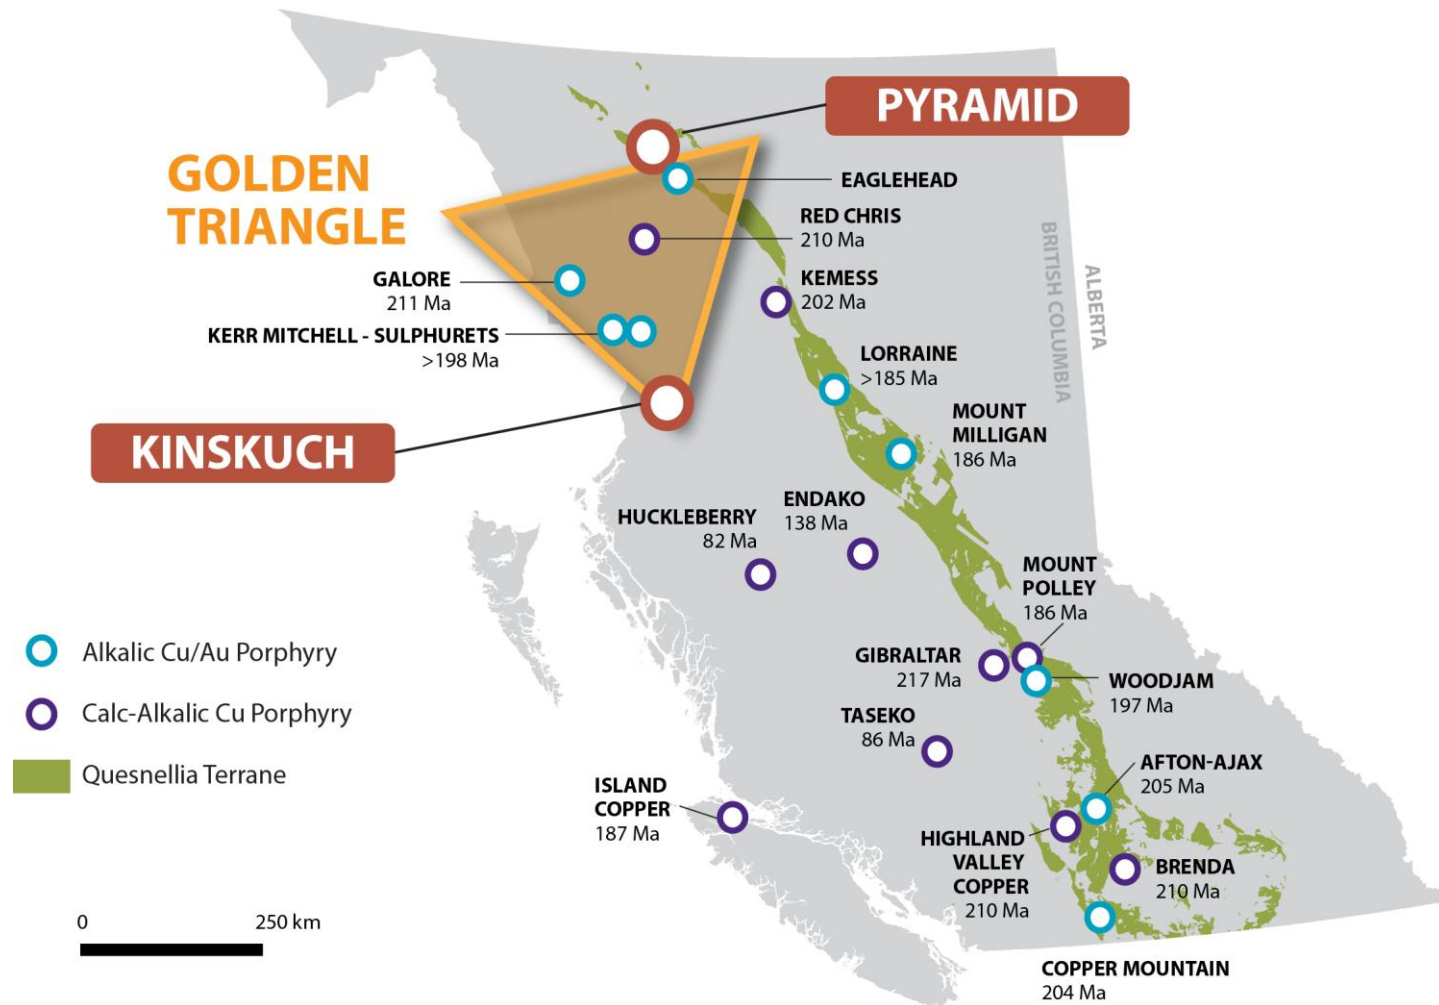 PYRAMID
GOLDEN
TRIANGLE
EAGLEHEAD
RED CHRIS
210 Ma
GALORE
211 Ma
KEMESS
202 Ma
KERR MITCHELL - SULPHURETS
>198 Ma
ALBERTA
BRITISH COLUMBIA
LORRAINE
>185 Ma
KINSKUCH
MOUNT
MILLIGAN
186 Ma
ENDAKO
138 Ma
HUCKLEBERRY
82 Ma
MOUNT
POLLEY
186 Ma
GIBRALTAR
217 Ma
WOODJAM
197 Ma
TASEKO
86 Ma
Alkalic Cu/Au Porphyry
Calc-Alkalic Cu Porphyry
Quesnellia Terrane
ISLAND
COPPER
187 Ma
AFTON-AJAX
205 Ma
HIGHLAND
VALLEY
COPPER
210 Ma
BRENDA
210 Ma
0 250 km
COPPER MOUNTAIN
204 Ma